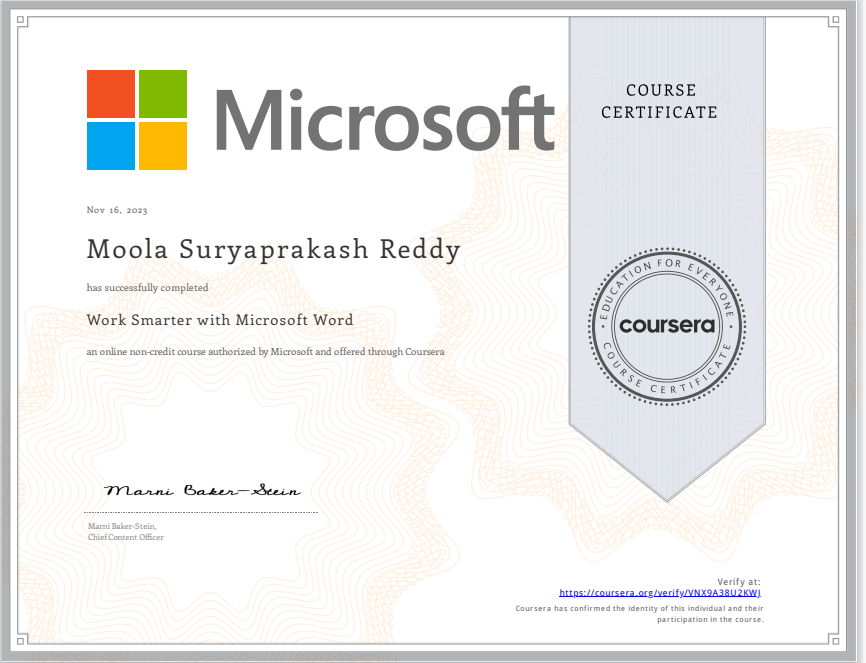 Microsoft
COURSE
CERTIFICATE
Nov 16, 2023
Moola Suryaprakash Reddy
has successfully completed
Work Smarter with Microsoft Word
an online non-credit course authorized by Microsoft and offered through Coursera
EDUCATION FOR EVERYONE
coursera
COURSE CERTIFICATE
Marni Baker-Stein
Marni Baker-Stein,
Chief Content Officer
Verify at:
https://coursera.org/verify/VNX9A38U2KWJ
Coursera has confirmed the identity of this individual and their
participation in the course.